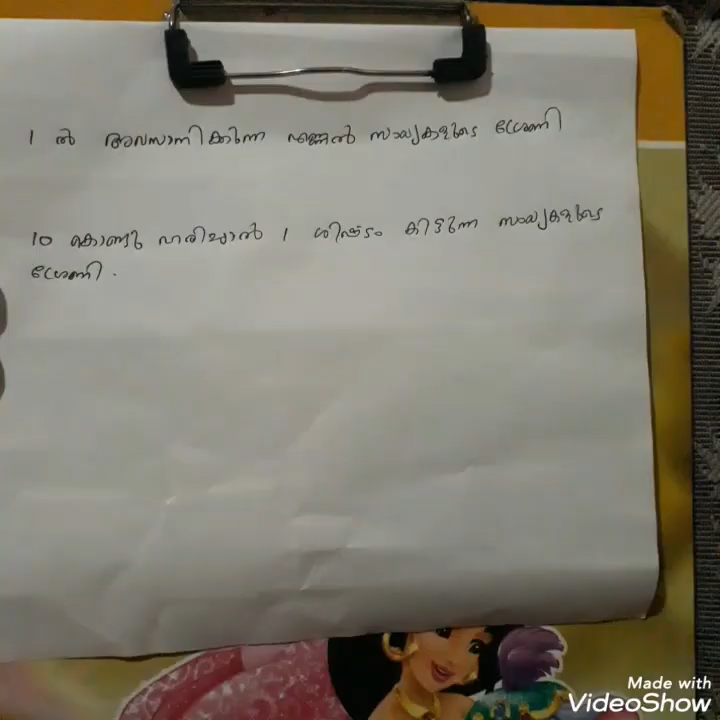 1 ൽ അവസാനിക്കുന്ന എണ്ണൽ സംഖ്യകളുടെ ശ്രേണി
10 കൊണ്ടു ഹരിച്ചാൽ 1 ശിഷ്ടം കിട്ടുന്ന സംഖ്യകളുടെ
ശ്രേണി.
Made with
VideoShow